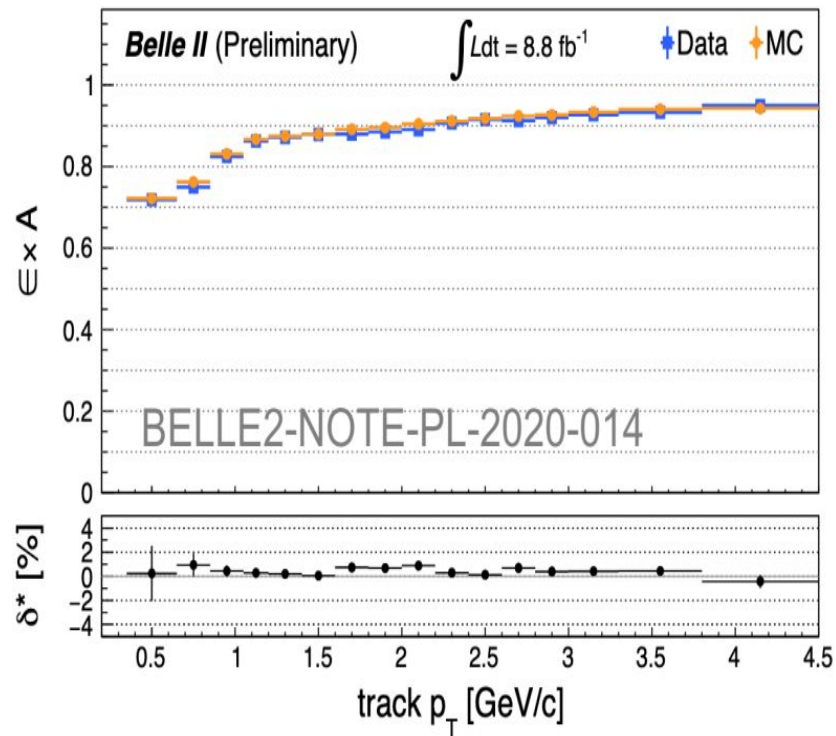 Belle II (Preliminary) ∫Ldt = 8.8 fb⁻¹ Data MC
1
0.8
0.6
0.4
0.2
0
∈ × A
BELLE2-NOTE-PL-2020-014
4
2
0
−2
−4
δ* [%]
0.5 1 1.5 2 2.5 3 3.5 4 4.5
track p_T [GeV/c]